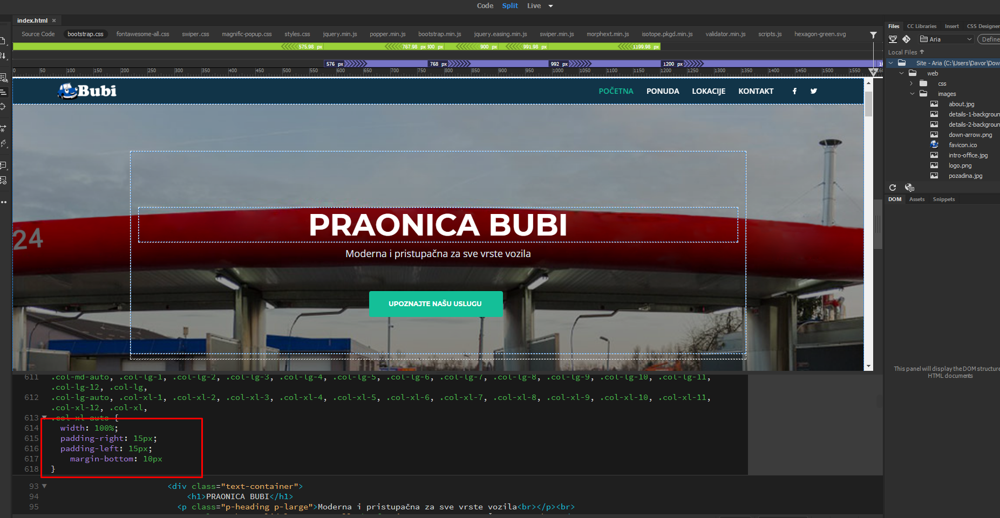 Code Split Live
index.html
Source Code bootstrap.css fontawesome-all.css swiper.css magnific-popup.css styles.css jquery.min.js popper.min.js bootstrap.min.js jquery.easing.min.js swiper.min.js morphext.min.js isotope.pkgd.min.js validator.min.js scripts.js hexagon-green.svg
575.98 px 767.98 px 900 px 991.98 px 1199.98 px
576 px 768 px 992 px 1200 px
0 50 100 150 200 250 300 350 400 450 500 550 600 650 700 750 800 850 900 950 1000 1050 1100 1150 1200 1250 1300 1350 1400 1450 1500 1550
Bubi POČETNA PONUDA LOKACIJE KONTAKT
24
PRAONICA BUBI
Moderna i pristupačna za sve vrste vozila
UPOZNAJTE NAŠU USLUGU
611 .col-md-auto, .col-lg-1, .col-lg-2, .col-lg-3, .col-lg-4, .col-lg-5, .col-lg-6, .col-lg-7, .col-lg-8, .col-lg-9, .col-lg-10, .col-lg-11,
.col-lg-12, .col-lg,
612 .col-lg-auto, .col-xl-1, .col-xl-2, .col-xl-3, .col-xl-4, .col-xl-5, .col-xl-6, .col-xl-7, .col-xl-8, .col-xl-9, .col-xl-10, .col-xl-11,
.col-xl-12, .col-xl,
613 .col-xl-auto {
614 width: 100%;
615 padding-right: 15px;
616 padding-left: 15px;
617 margin-bottom: 10px
618 }
93 <div class="text-container">
94 <h1>PRAONICA BUBI</h1>
95 <p class="p-heading p-large">Moderna i pristupačna za sve vrste vozila<br></p><br>
Files CC Libraries Insert CSS Designer
Aria Define
Local Files
Site - Aria (C:\Users\Davor\Dow
web
css
images
about.jpg
details-1-backgroun
details-2-backgroun
down-arrow.png
favicon.ico
intro-office.jpg
logo.png
pozadina.jpg
DOM Assets Snippets
This panel will display the DOM structure
HTML documents